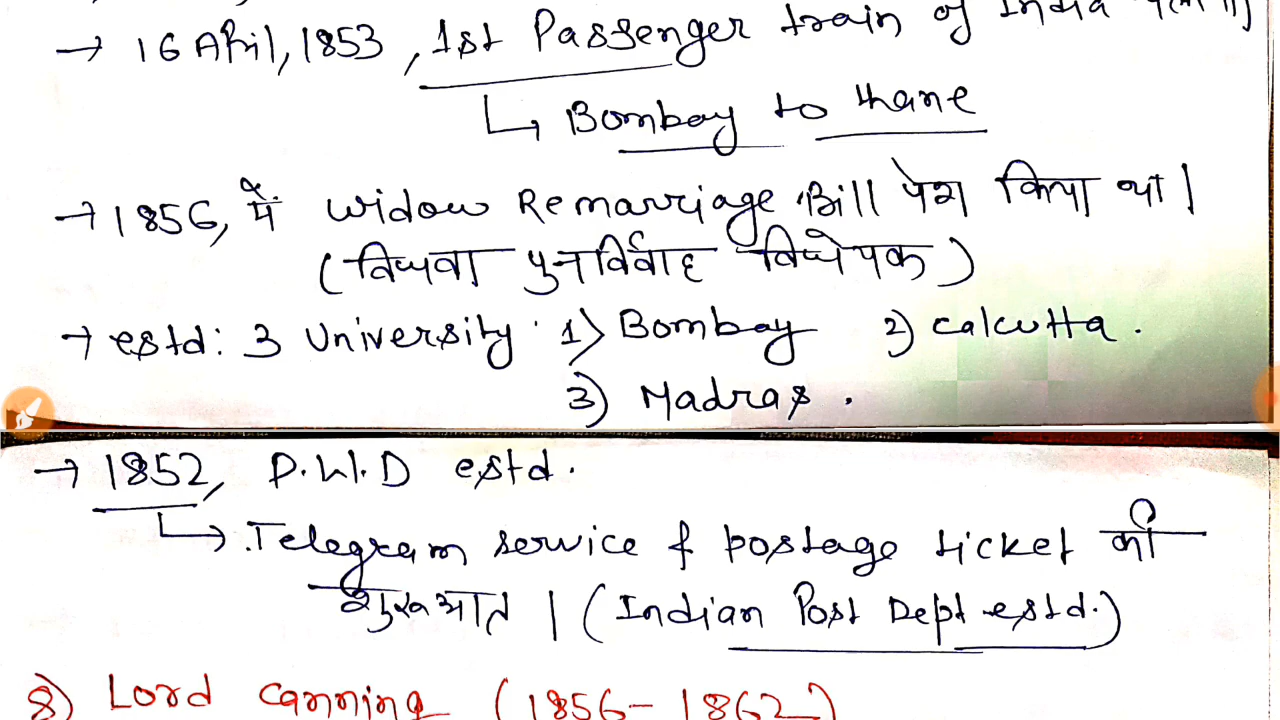 → 16 April, 1853, 1st Passenger train of India
↳ Bombay to thane
→ 1856, में widow Remarriage Bill पेश किया था।
(विधवा पुनर्विवाह विधेयक)
→ estd: 3 University 1) Bombay 2) Calcutta.
3) Madras.
→ 1852, P.W.D estd.
↳ Telegram service & postage ticket की
शुरुआत। (Indian Post Dept estd.)
8) Lord Canning (1856-1862)